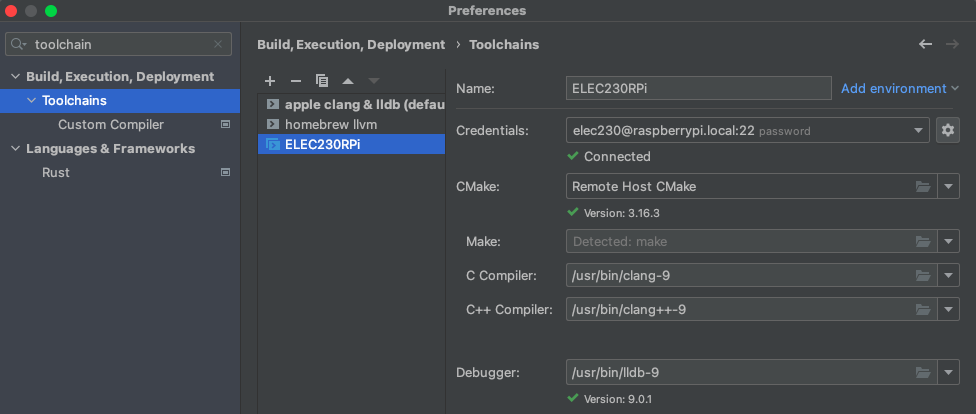 Preferences
toolchain
Build, Execution, Deployment › Toolchains
Build, Execution, Deployment
Toolchains
Custom Compiler
Languages & Frameworks
Rust
apple clang & lldb (defau
homebrew llvm
ELEC230RPi
Name: ELEC230RPi Add environment
Credentials: elec230@raspberrypi.local:22 password
Connected
CMake: Remote Host CMake
Version: 3.16.3
Make: Detected: make
C Compiler: /usr/bin/clang-9
C++ Compiler: /usr/bin/clang++-9
Debugger: /usr/bin/lldb-9
Version: 9.0.1